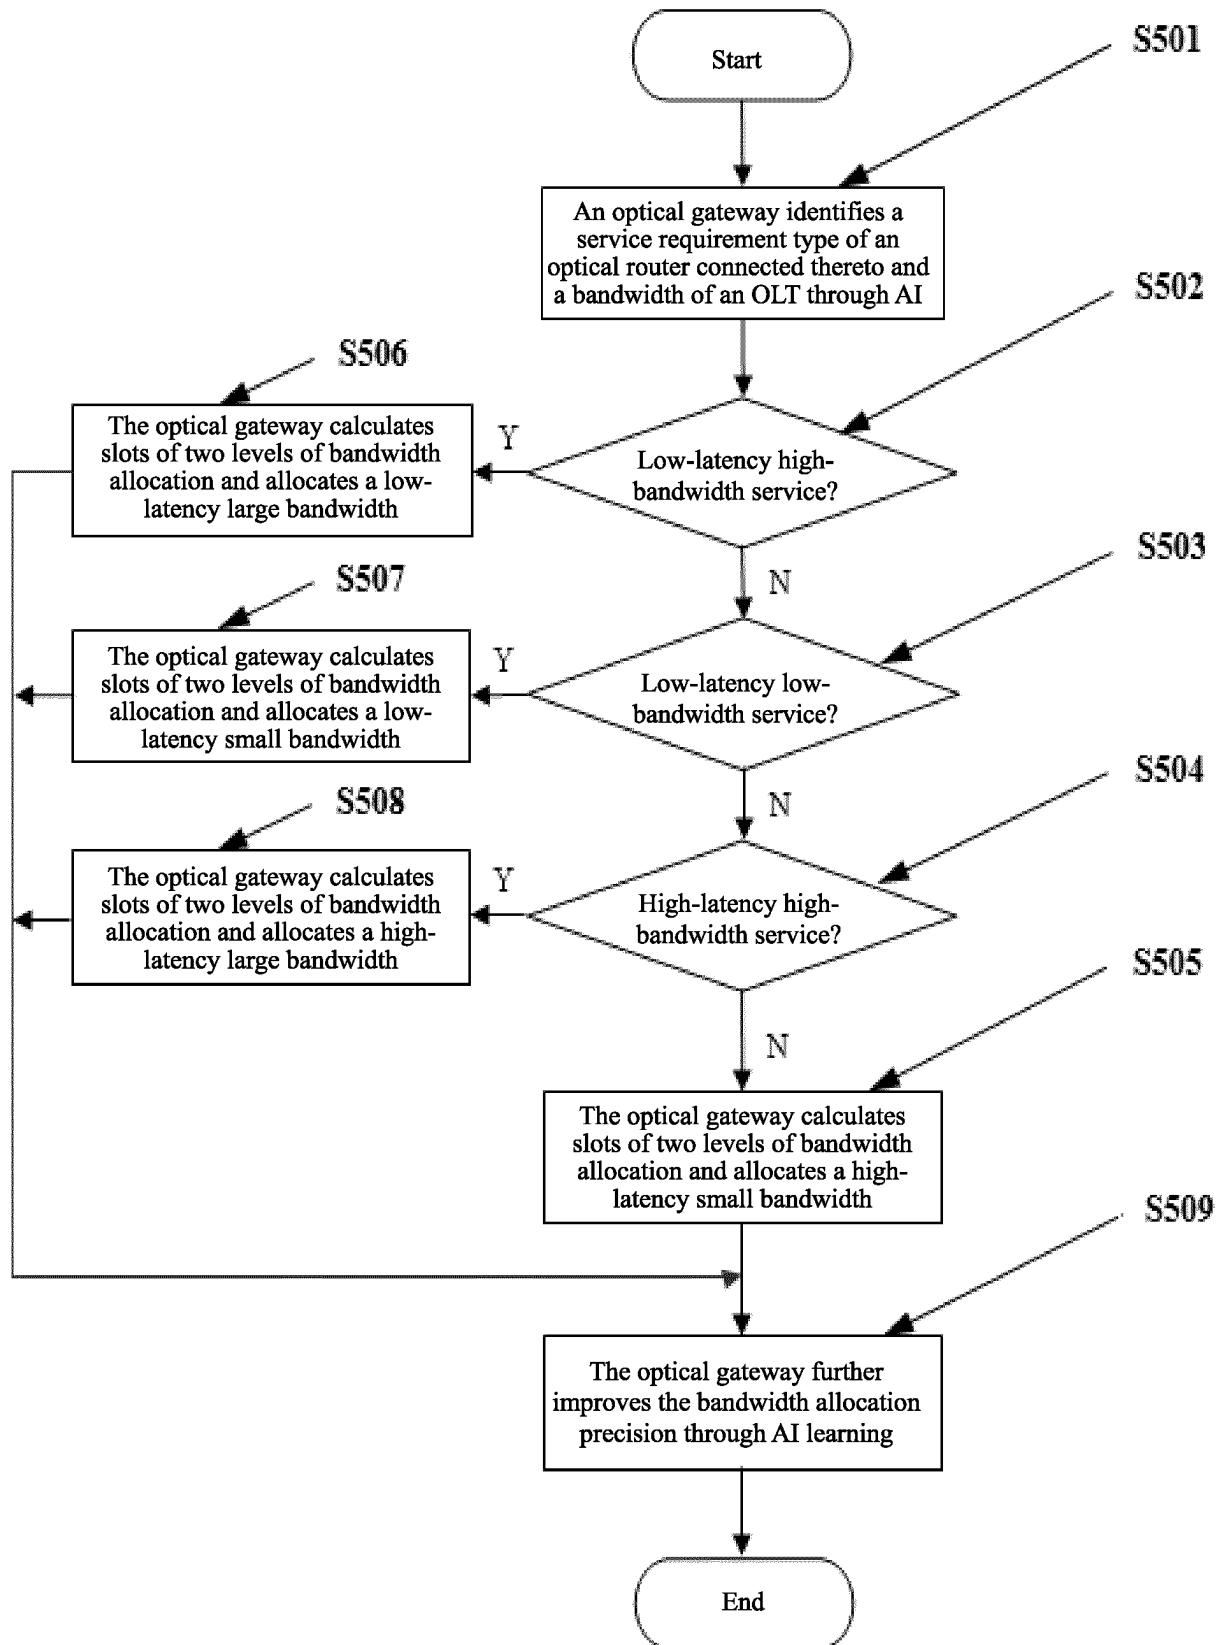 Start
S501
An optical gateway identifies a
service requirement type of an
optical router connected thereto and
a bandwidth of an OLT through AI
S502
S506
The optical gateway calculates
slots of two levels of bandwidth
allocation and allocates a low-
latency large bandwidth
Y
Low-latency high-
bandwidth service?
N
S503
S507
The optical gateway calculates
slots of two levels of bandwidth
allocation and allocates a low-
latency small bandwidth
Y
Low-latency low-
bandwidth service?
N
S504
S508
The optical gateway calculates
slots of two levels of bandwidth
allocation and allocates a high-
latency large bandwidth
Y
High-latency high-
bandwidth service?
N
S505
The optical gateway calculates
slots of two levels of bandwidth
allocation and allocates a high-
latency small bandwidth
S509
The optical gateway further
improves the bandwidth allocation
precision through AI learning
End